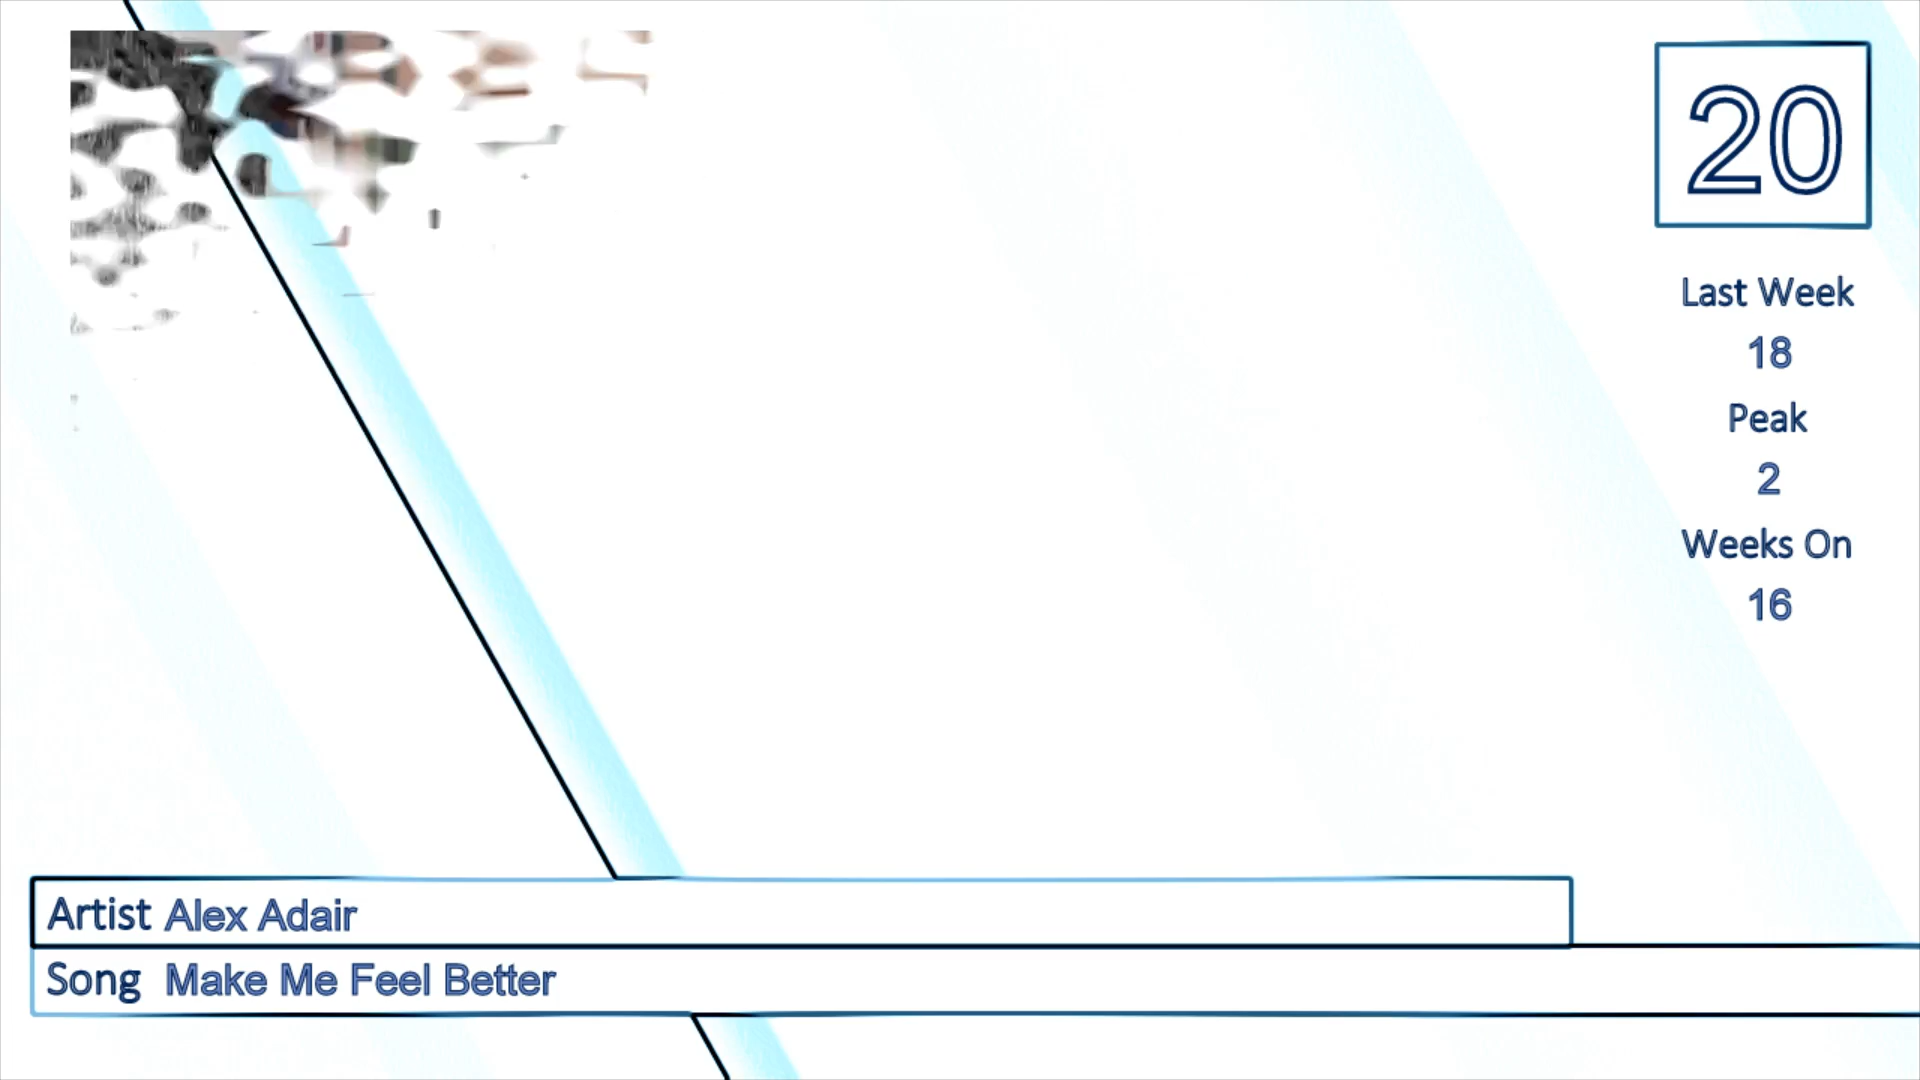 20
Last Week
18
Peak
2
Weeks On
16
Artist Alex Adair
Song Make Me Feel Better